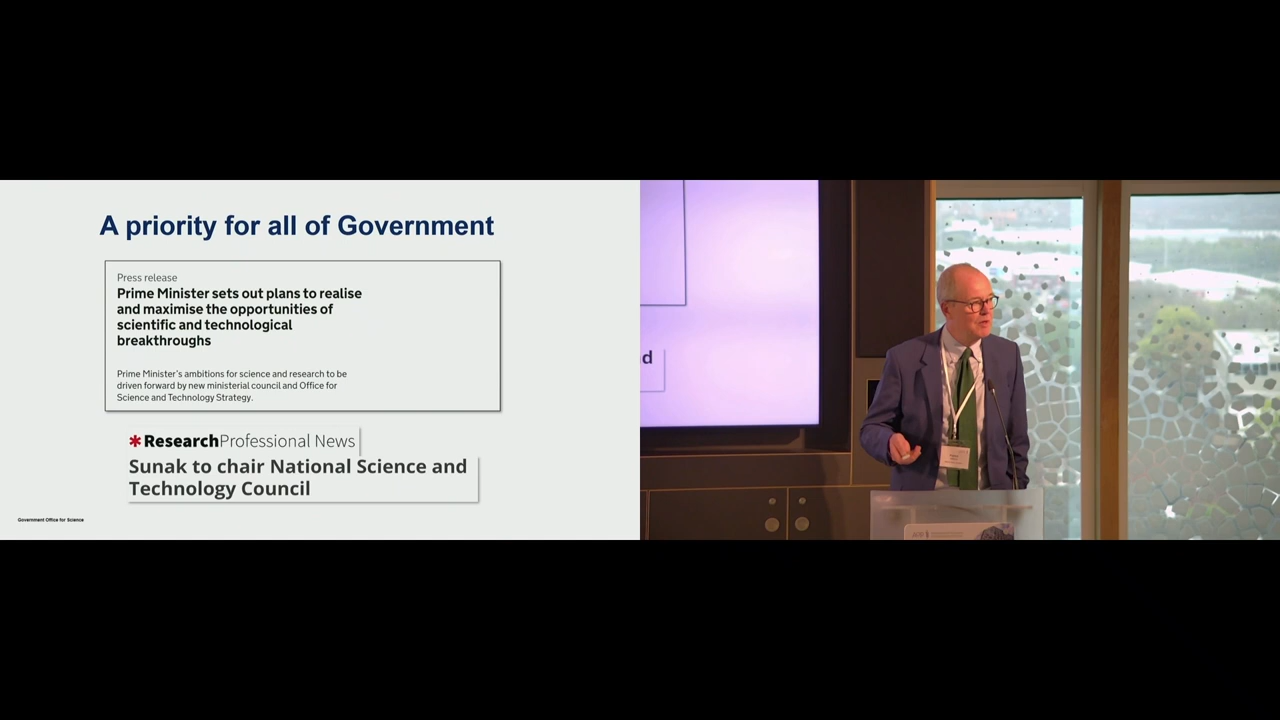 A priority for all of Government
Press release
Prime Minister sets out plans to realise
and maximise the opportunities of
scientific and technological
breakthroughs
Prime Minister's ambitions for science and research to be
driven forward by new ministerial council and Office for
Science and Technology Strategy.
ResearchProfessional News
Sunak to chair National Science and
Technology Council
Government Office for Science
d